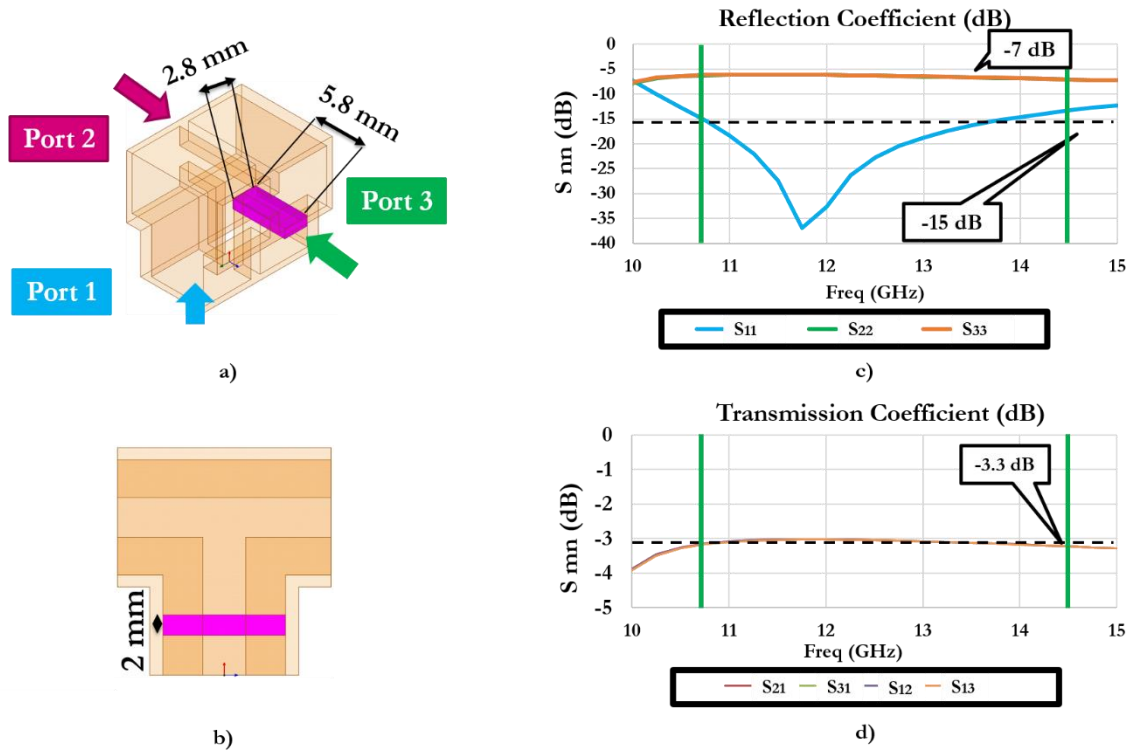 2.8 mm
5.8 mm
Port 2
Port 3
Port 1
a)
2 mm
b)
Reflection Coefficient (dB)
S nn (dB)
0
-5
-10
-15
-20
-25
-30
-35
-40
-7 dB
-15 dB
10 11 12 13 14 15
Freq (GHz)
S11 S22 S33
c)
Transmission Coefficient (dB)
S mn (dB)
0
-1
-2
-3
-4
-5
-3.3 dB
10 11 12 13 14 15
Freq (GHz)
S21 S31 S12 S13
d)